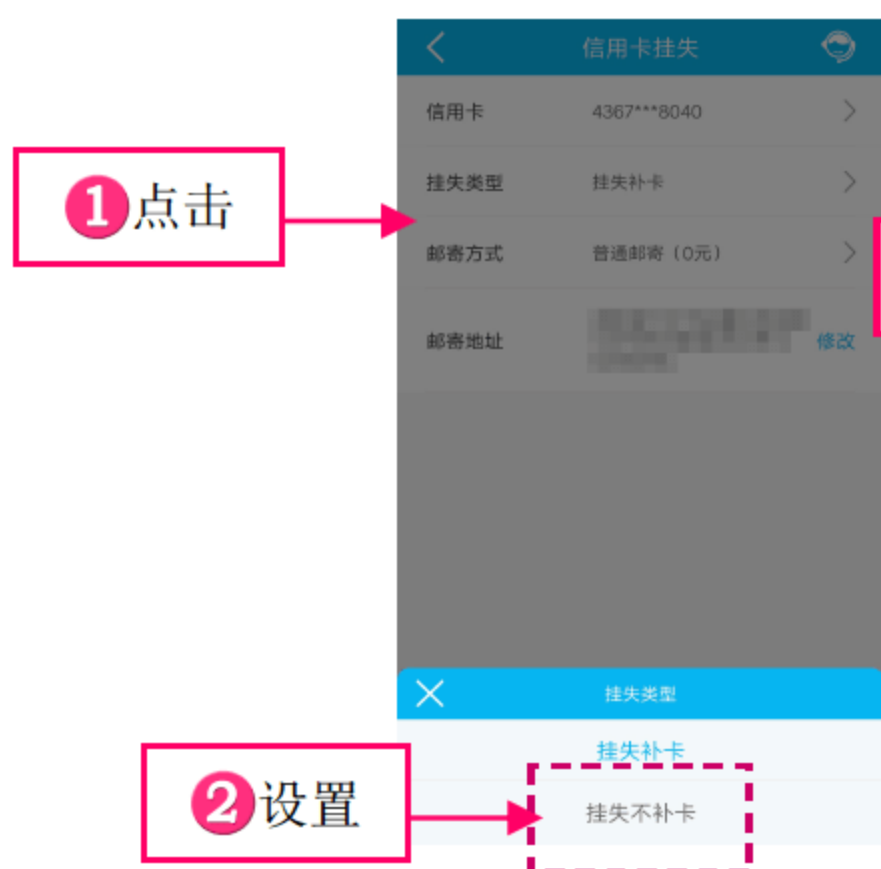 信用卡挂失
信用卡 4367***8040
挂失类型 挂失补卡
1点击
邮寄方式 普通邮寄（0元）
邮寄地址 修改
挂失类型
挂失补卡
2设置
挂失不补卡